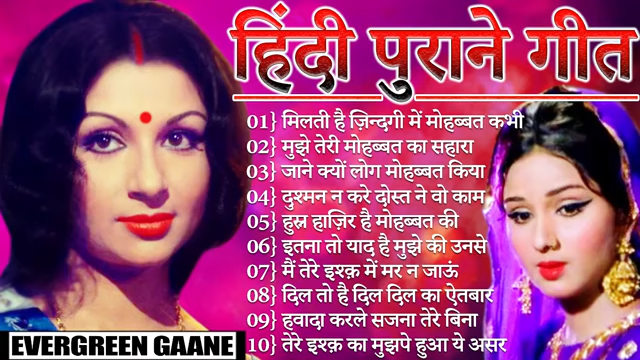 हिंदी पुराने गीत
01} मिलती है ज़िन्दगी में मोहब्बत कभी
02} मुझे तेरी मोहब्बत का सहारा
03} जाने क्यों लोग मोहब्बत किया
04} दुश्मन न करे दोस्त ने वो काम
05} हुस्न हाज़िर है मोहब्बत की
06} इतना तो याद है मुझे की उनसे
07} मैं तेरे इश्क़ में मर न जाऊं
08} दिल तो है दिल दिल का ऐतबार
09} हवादा करले सजना तेरे बिना
10} तेरे इश्क़ का मुझपे हुआ ये असर
EVERGREEN GAANE